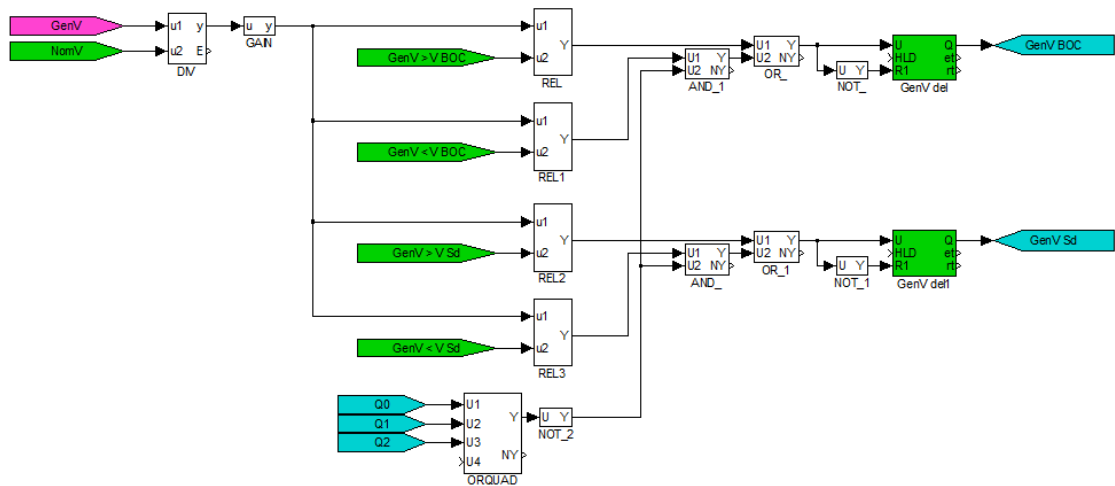 GenV
u1 y
u y
NomV
u2 E
GAIN
DIV
u1
Y
GenV > V BOC
u2
REL
U1 Y
U2 NY
AND_1
U1 Y
U2 NY
OR_
U Y
NOT_
U Q
HLD et
R1 rt
GenV del
GenV BOC
u1
Y
GenV < V BOC
u2
REL1
u1
Y
GenV > V Sd
u2
REL2
U1 Y
U2 NY
AND_
U1 Y
U2 NY
OR_1
U Y
NOT_1
U Q
HLD et
R1 rt
GenV del1
GenV Sd
u1
Y
GenV < V Sd
u2
REL3
Q0
U1
Y
Q1
U2
Q2
U3
U4
NY
ORQUAD
U Y
NOT_2